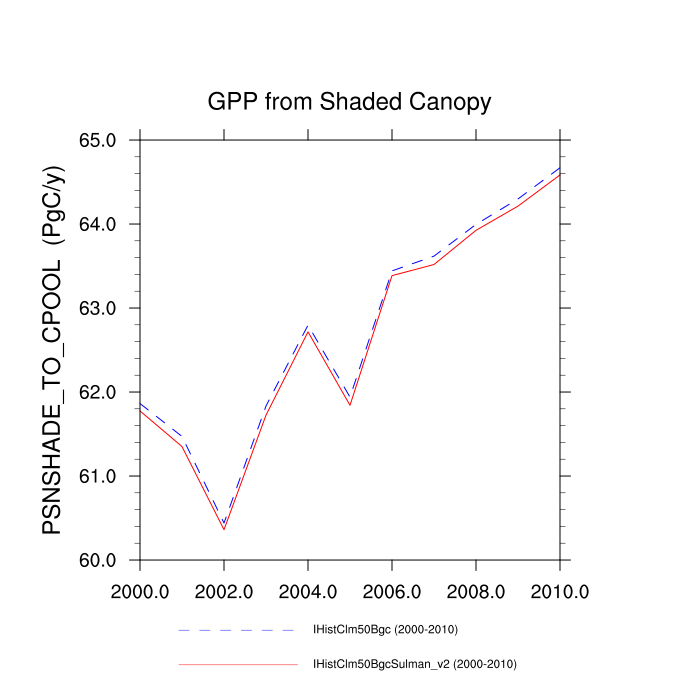 GPP from Shaded Canopy
PSNSHADE_TO_CPOOL (PgC/y)
65.0
64.0
63.0
62.0
61.0
60.0
2000.0 2002.0 2004.0 2006.0 2008.0 2010.0
IHistClm50Bgc (2000-2010)
IHistClm50BgcSulman_v2 (2000-2010)